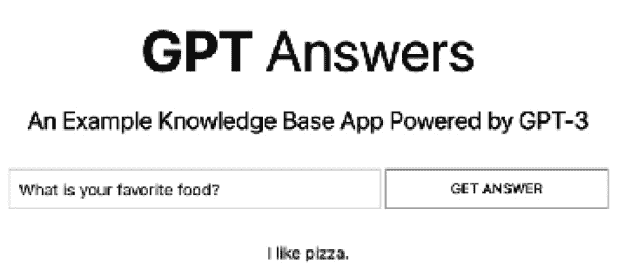 GPT Answers
An Example Knowledge Base App Powered by GPT-3
What is your favorite food? GET ANSWER
I like pizza.